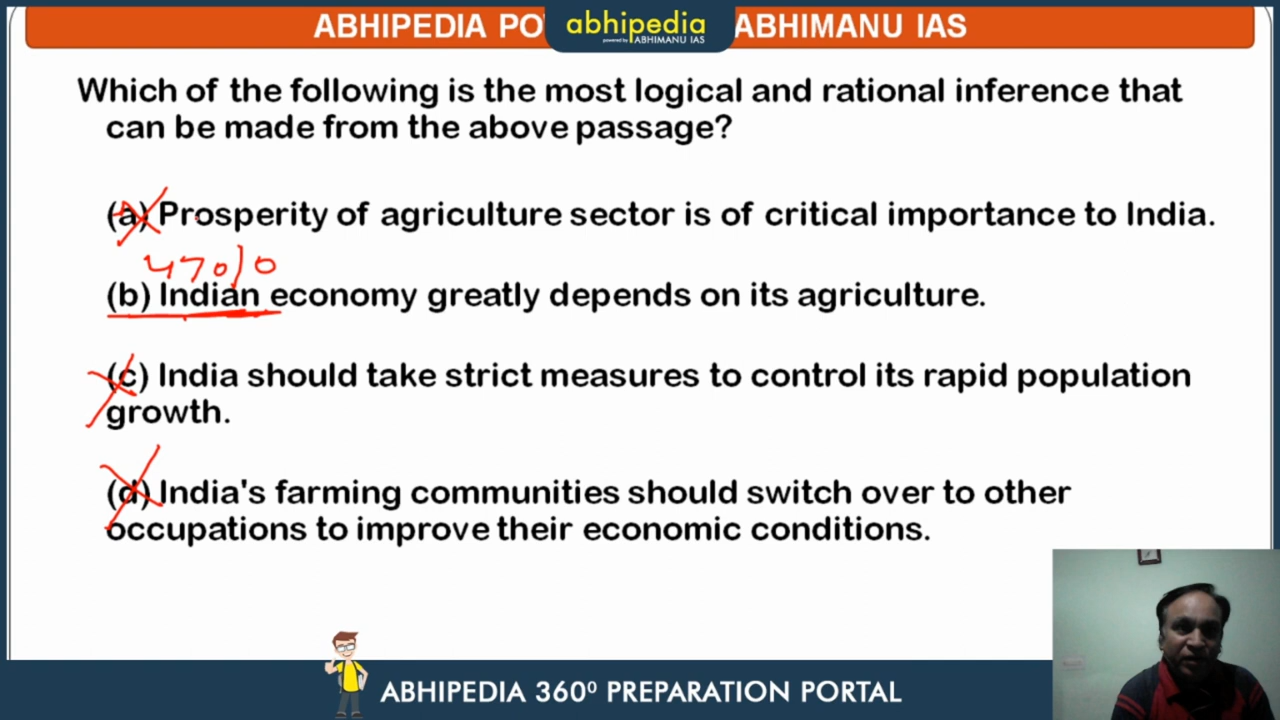 ABHIPEDIA PO
abhipedia
powered by ABHIMANU IAS
ABHIMANU IAS
Which of the following is the most logical and rational inference that
can be made from the above passage?
(a) Prosperity of agriculture sector is of critical importance to India.
47%
(b) Indian economy greatly depends on its agriculture.
(c) India should take strict measures to control its rapid population
growth.
(d) India's farming communities should switch over to other
occupations to improve their economic conditions.
ABHIPEDIA 360⁰ PREPARATION PORTAL